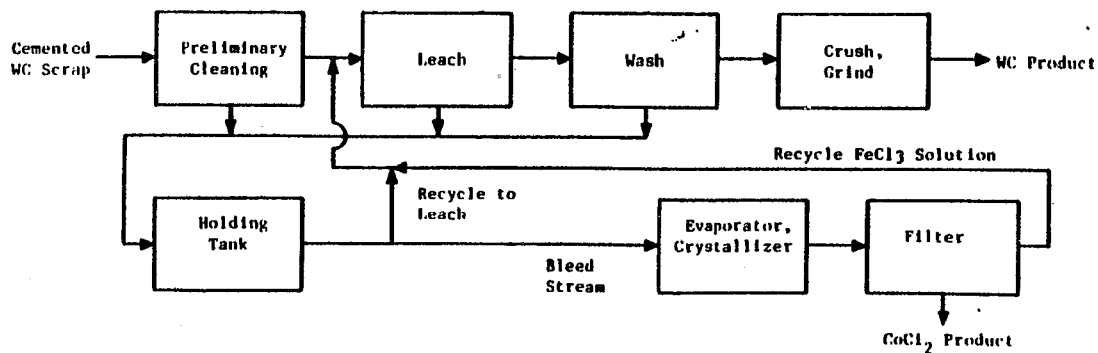 Cemented
WC Scrap
Preliminary
Cleaning
Leach
Wash
Crush,
Grind
WC Product
Recycle FeCl3 Solution
Recycle to
Leach
Holding
Tank
Bleed
Stream
Evaporator,
Crystallizer
Filter
CoCl2 Product